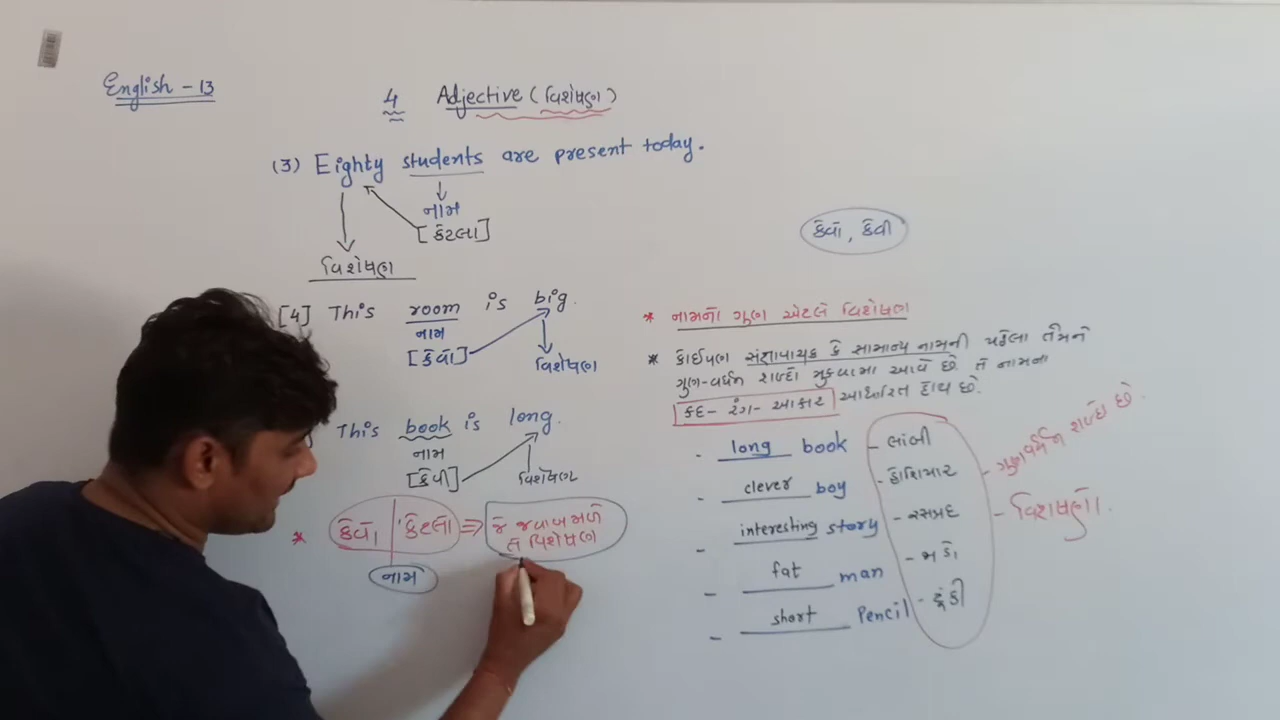 English - 13
4 Adjective (વિશેષણ)
(3) Eighty students are present today.
નામ
[કેટલા]
વિશેષણ
કેવો, કેવી
[4] This room is big.
નામ
[કેવો]
વિશેષણ
This book is long.
નામ
[કેવી]
વિશેષણ
* કેવો, કેટલા ⇒ જે જવાબ મળે
તે વિશેષણ
નામ
* નામનો ગુણ એટલે વિશેષણ
* કોઈપણ સંજ્ઞાવાચક કે સામાન્ય નામની પહેલા તેમને
ગુણ-વર્ધન શબ્દો મુકવામા આવે છે. તે નામના
કદ - રંગ - આકાર આધારિત હોય છે.
- long book - લાંબી
- clever boy - હોશિયાર
- interesting story - રસપ્રદ
- fat man - જાડો
- short Pencil - ટૂંકી
- ગુણવર્ધન શબ્દો છે.
- વિશેષણો.